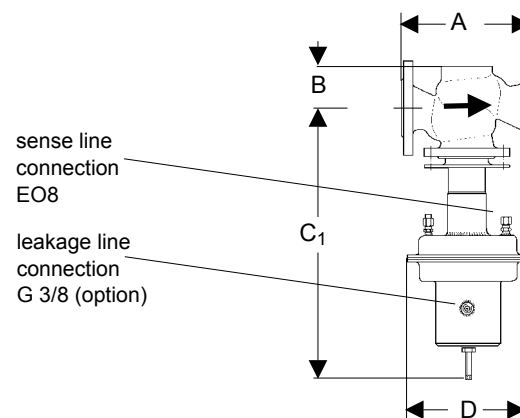 A
B
sense line
connection
EO8
C1
leakage line
connection
G 3/8 (option)
D